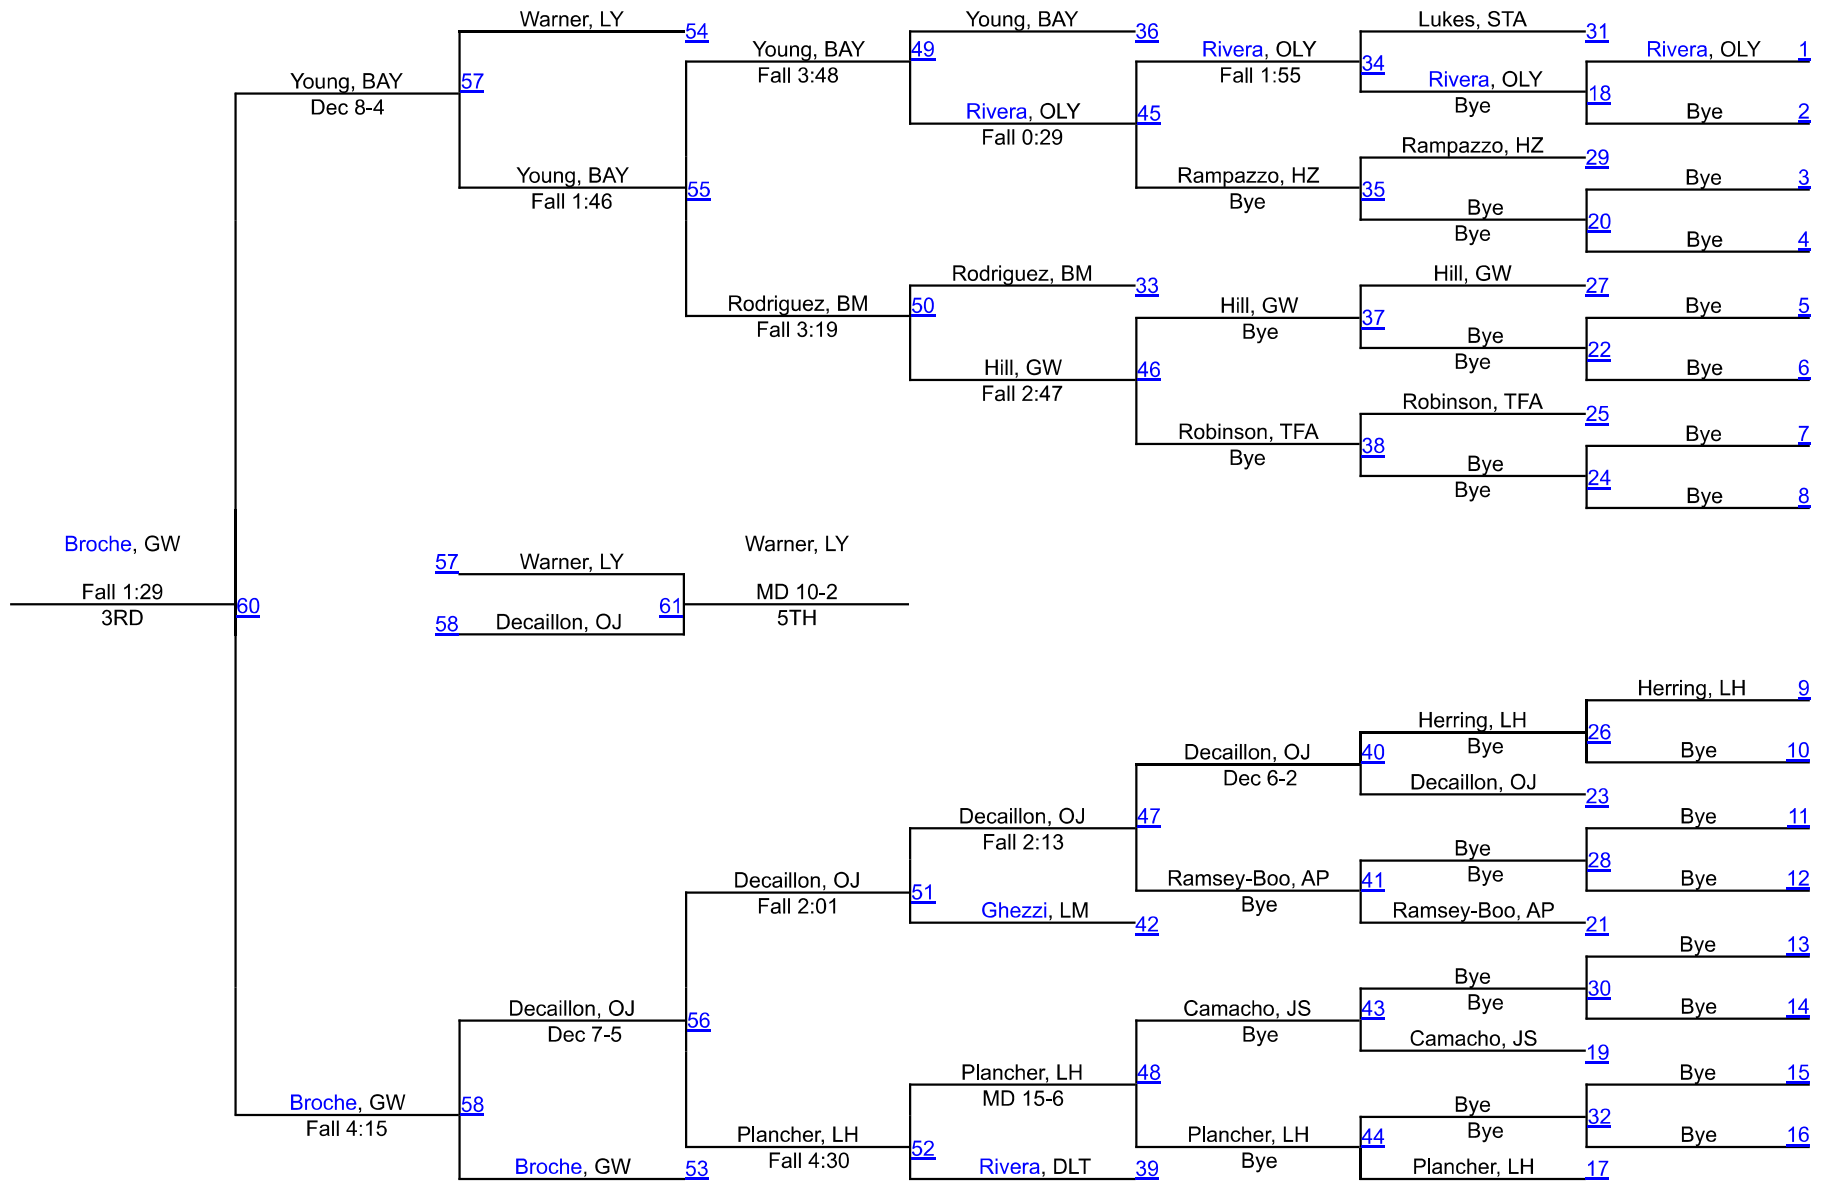 Warner, LY
54
Young, BAY
36
Lukes, STA
31
Young, BAY
Fall 3:48
49
Rivera, OLY
Fall 1:55
34
Rivera, OLY
1
Young, BAY
Dec 8-4
57
Rivera, OLY
Bye
18
Rivera, OLY
Fall 0:29
45
Bye
2
Rampazzo, HZ
29
Young, BAY
Fall 1:46
55
Rampazzo, HZ
Bye
35
Bye
3
Bye
Bye
20
Bye
4
Rodriguez, BM
33
Hill, GW
27
Rodriguez, BM
Fall 3:19
50
Hill, GW
Bye
37
Bye
5
Bye
Bye
22
Hill, GW
Fall 2:47
46
Bye
6
Robinson, TFA
25
Robinson, TFA
Bye
38
Bye
7
Bye
Bye
24
Bye
8
Broche, GW
Fall 1:29
3RD
60
57
Warner, LY
58
Decaillon, OJ
61
Warner, LY
MD 10-2
5TH
Herring, LH
9
Herring, LH
Bye
26
Decaillon, OJ
Dec 6-2
40
Bye
10
Decaillon, OJ
23
Decaillon, OJ
Fall 2:13
47
Bye
11
Bye
Bye
28
Decaillon, OJ
Fall 2:01
51
Ramsey-Boo, AP
Bye
41
Bye
12
Ghezzi, LM
42
Ramsey-Boo, AP
21
Bye
13
Bye
Bye
30
Decaillon, OJ
Dec 7-5
56
Camacho, JS
Bye
43
Bye
14
Camacho, JS
19
Plancher, LH
MD 15-6
48
Bye
15
Broche, GW
Fall 4:15
58
Bye
Bye
32
Plancher, LH
Fall 4:30
52
Plancher, LH
Bye
44
Bye
16
Broche, GW
53
Rivera, DLT
39
Plancher, LH
17